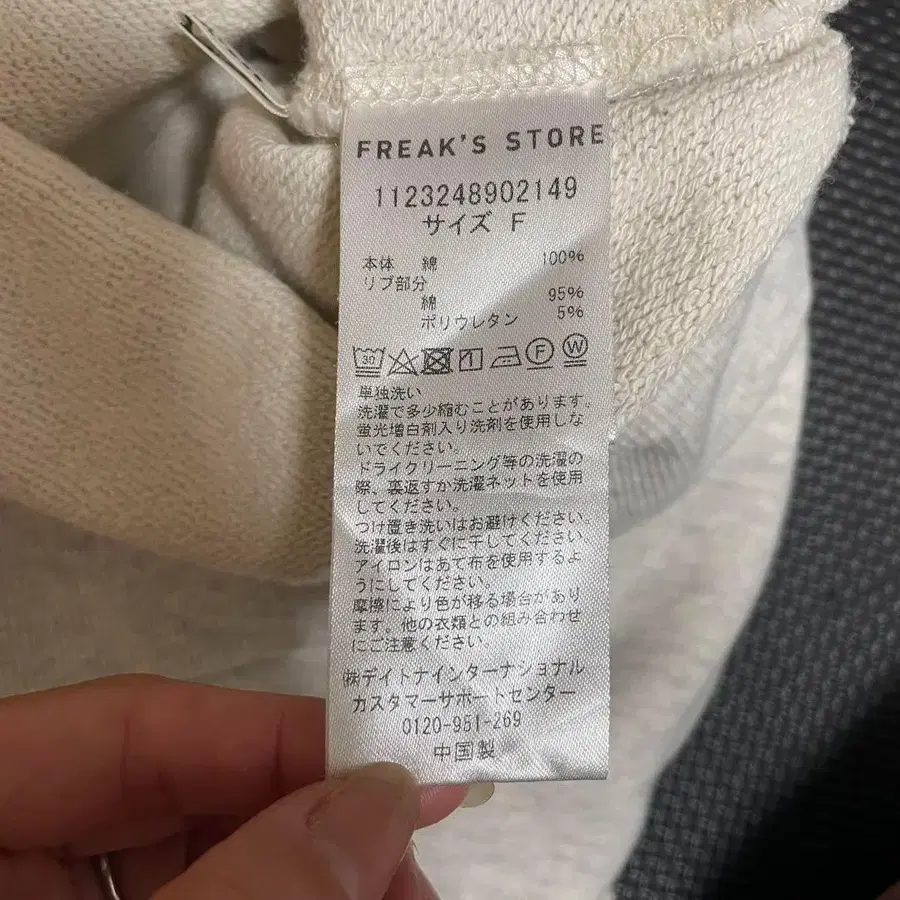 FREAK'S STORE
1123248902149
サイズ F
本体 綿 100%
リブ部分
綿 95%
ポリウレタン 5%
30 F W
単独洗い
洗濯で多少縮むことがあります。
蛍光増白剤入り洗剤を使用しな
いでください。
ドライクリーニング等の洗濯の
際、裏返すか洗濯ネットを使用
してください。
つけ置き洗いはお避けください。
洗濯後はすぐに干してください。
アイロンはあて布を使用するよ
うにしてください。
摩擦により色が移る場合があり
ます。他の衣類との組み合わせ
にご注意ください。
㈱デイトナインターナショナル
カスタマーサポートセンター
0120-951-269
中国製